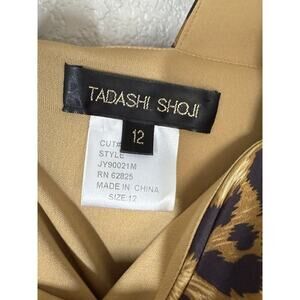 TADASHI SHOJI
12
CUT#
STYLE
JY90021M
RN 62825
MADE IN CHINA
SIZE:12